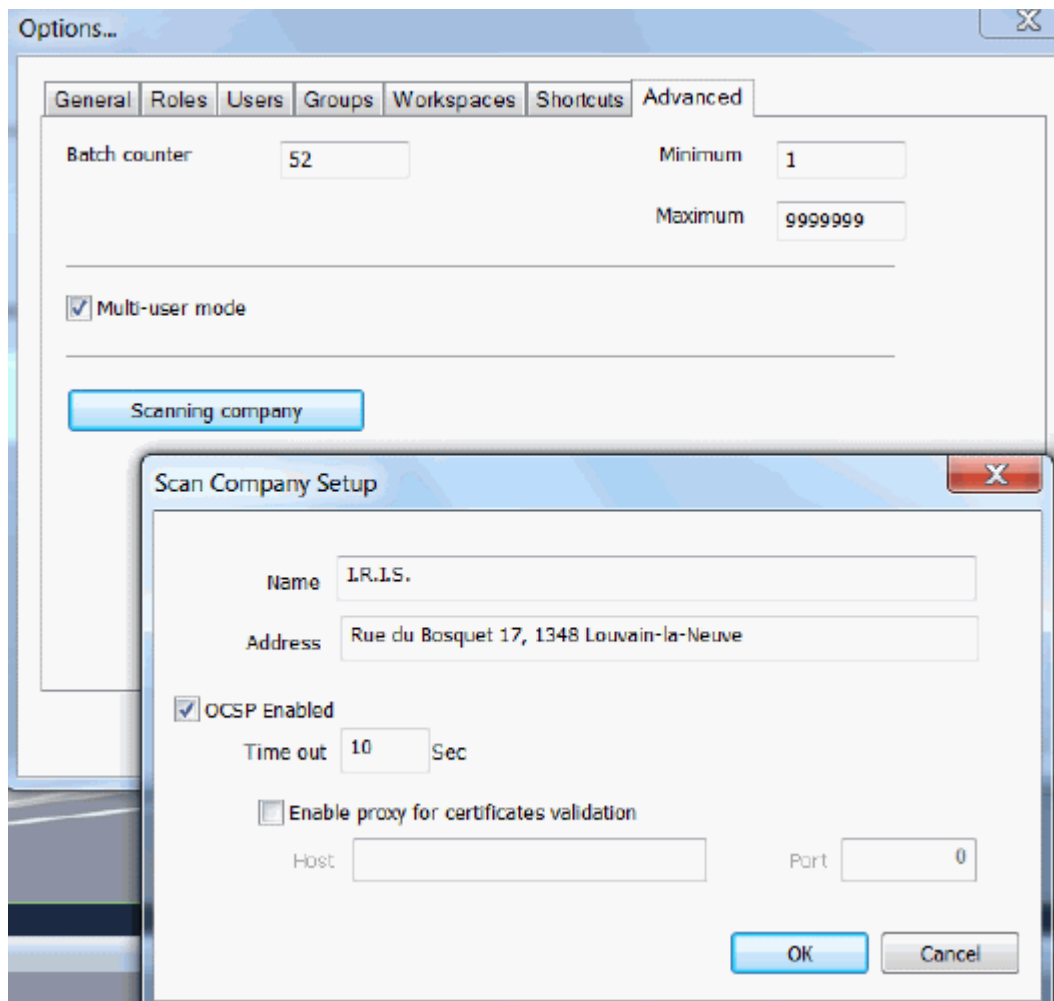 Options...
General Roles Users Groups Workspaces Shortcuts Advanced
Batch counter 52 Minimum 1
Maximum 9999999
Multi-user mode
Scanning company
Scan Company Setup
Name I.R.I.S.
Address Rue du Bosquet 17, 1348 Louvain-la-Neuve
OCSP Enabled
Time out 10 Sec
Enable proxy for certificates validation
Host Port 0
OK Cancel